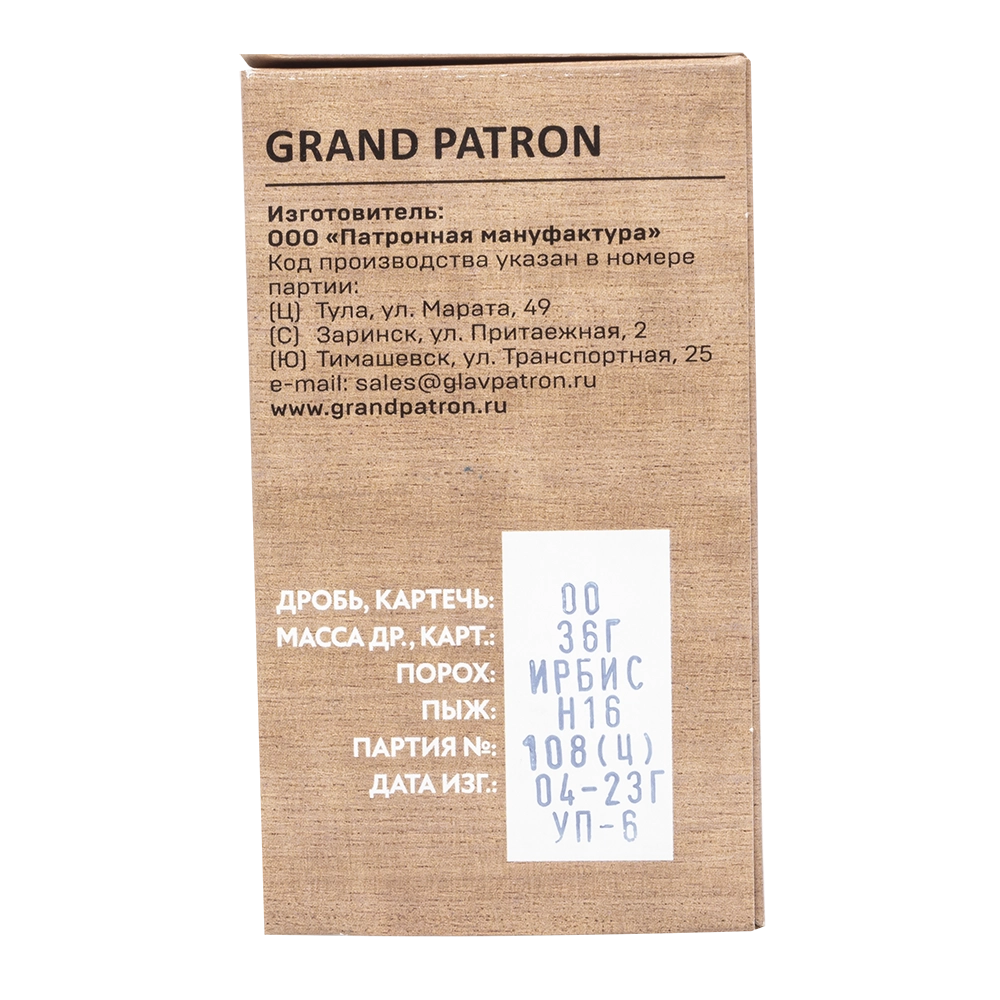 GRAND PATRON
Изготовитель:
ООО «Патронная мануфактура»
Код производства указан в номере
партии:
(Ц) Тула, ул. Марата, 49
(С) Заринск, ул. Притаежная, 2
(Ю) Тимашевск, ул. Транспортная, 25
e-mail: sales@glavpatron.ru
www.grandpatron.ru
ДРОБЬ, КАРТЕЧЬ: 00
МАССА ДР., КАРТ.: 36Г
ПОРОХ: ИРБИС
ПЫЖ: Н16
ПАРТИЯ №: 108(Ц)
ДАТА ИЗГ.: 04-23Г
УП-6